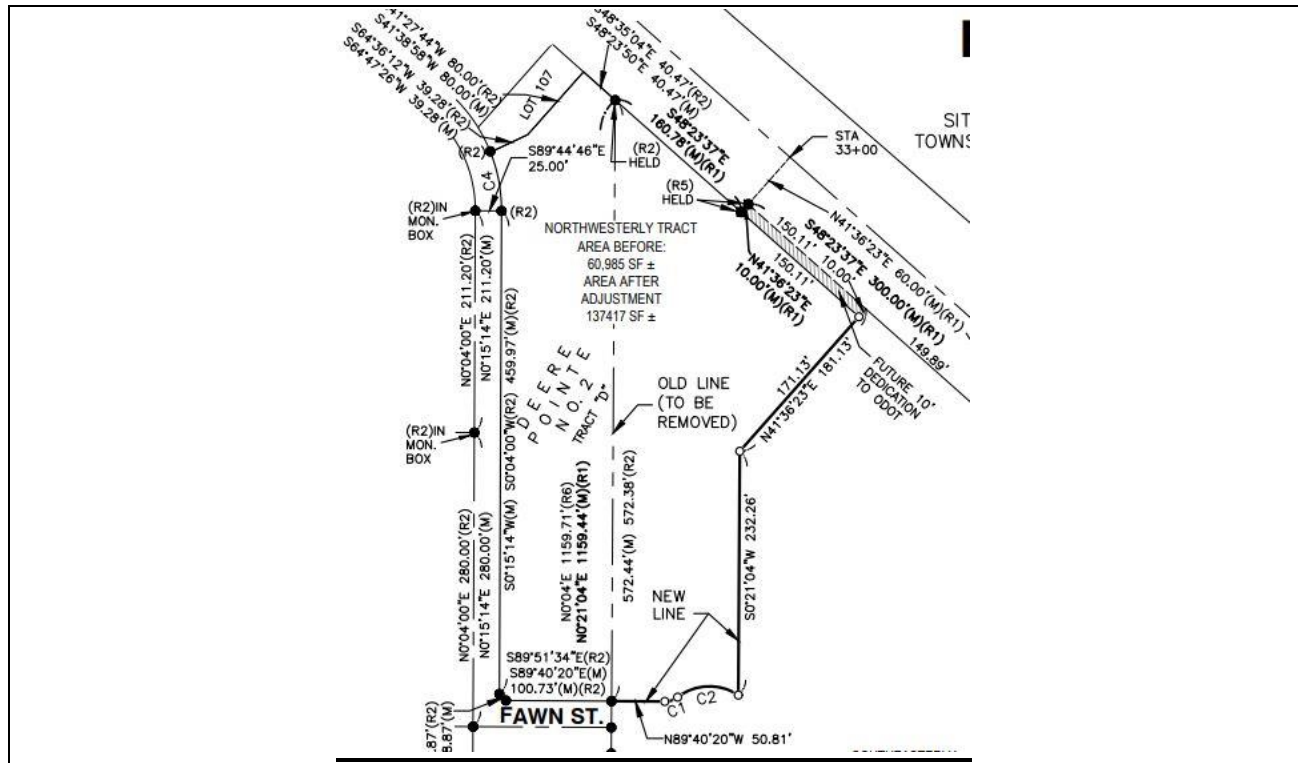 S41°27'44"W 80.00'(R2)
S41°38'58"W 80.00'(M)
S64°36'12"W 39.28'(R2)
S64°47'26"W 39.28'(M)
LOT 107
S48°35'04"E 40.47'(R2)
S48°23'50"E 40.47'(M)
S48°23'37"E
160.78'(M)(R1)
SIT
TOWNS
STA
33+00
(R2)
HELD
(R5)
HELD
(R2)
C4
S89°44'46"E
25.00'
(R2)IN
MON.
BOX
(R2)
NORTHWESTERLY TRACT
AREA BEFORE:
60,985 SF ±
AREA AFTER
ADJUSTMENT
137417 SF ±
N41°36'23"E 60.00'(M)(R1)
S48°23'37"E 300.00'(M)(R1)
150.11' 10.00'
150.11'
N41°36'23"E
10.00'(M)(R1)
149.89'
FUTURE 10'
DEDICATION
TO ODOT
171.13'
N41°36'23"E 181.13'
N0°04'00"E 211.20'(R2)
N0°15'14"E 211.20'(M)
S0°15'14"W(M) S0°04'00"W(R2) 459.97'(M)(R2)
DEERE
POINTE
NO. 2
TRACT "D"
OLD LINE
(TO BE
REMOVED)
(R2)IN
MON.
BOX
N0°04'00"E 280.00'(R2)
N0°15'14"E 280.00'(M)
N0°04'E 1159.71'(R6)
N0°21'04"E 1159.44'(M)(R1)
572.44'(M) 572.38'(R2)
S0°21'04"W 232.26'
NEW
LINE
S89°51'34"E(R2)
S89°40'20"E(M)
100.73'(M)(R2)
C1
C2
FAWN ST.
N89°40'20"W 50.81'
.87'(R2)
8.87'(M)